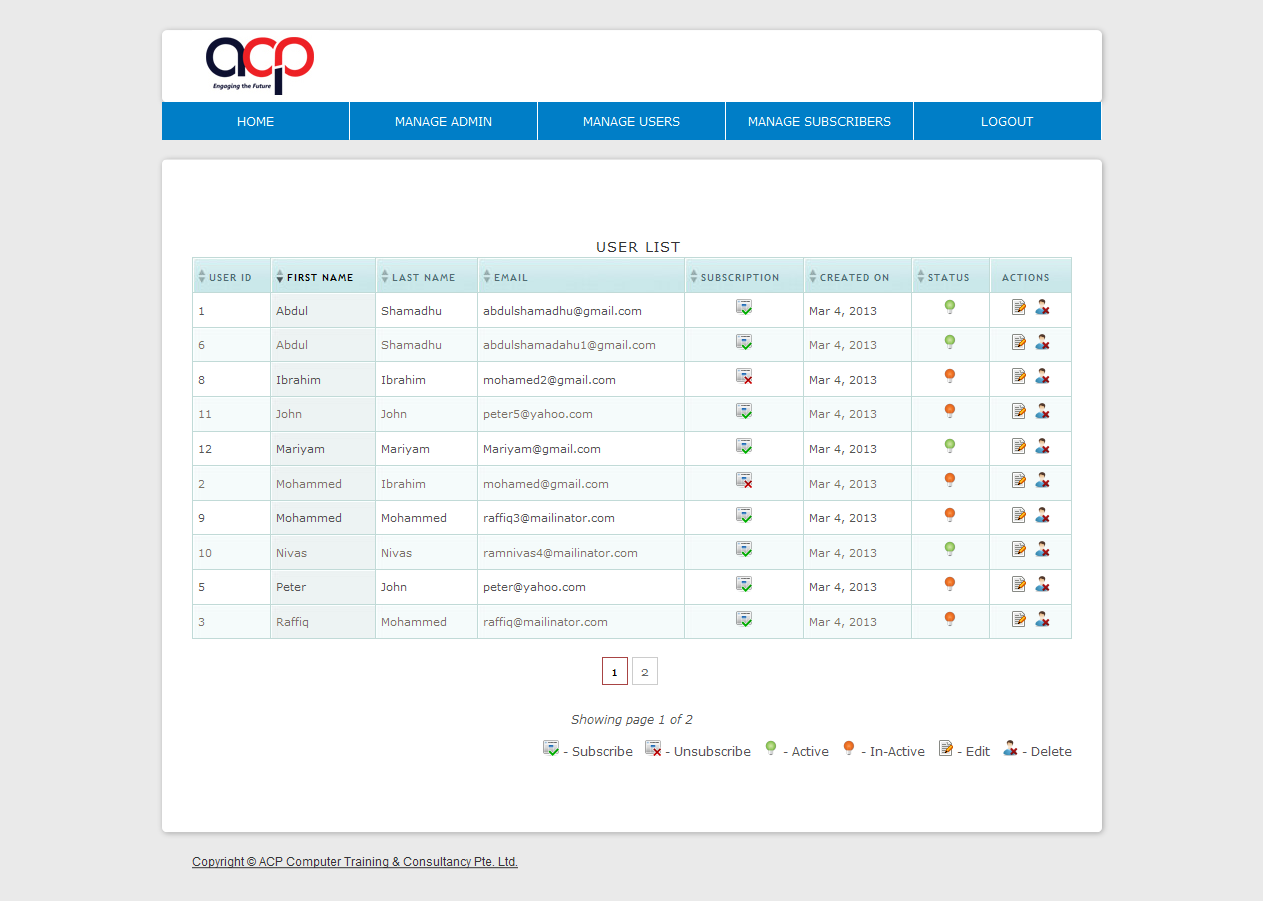 acp
Engaging the Future
HOME MANAGE ADMIN MANAGE USERS MANAGE SUBSCRIBERS LOGOUT
USER LIST
USER ID FIRST NAME LAST NAME EMAIL SUBSCRIPTION CREATED ON STATUS ACTIONS
1 Abdul Shamadhu abdulshamadhu@gmail.com Mar 4, 2013
6 Abdul Shamadhu abdulshamadahu1@gmail.com Mar 4, 2013
8 Ibrahim Ibrahim mohamed2@gmail.com Mar 4, 2013
11 John John peter5@yahoo.com Mar 4, 2013
12 Mariyam Mariyam Mariyam@gmail.com Mar 4, 2013
2 Mohammed Ibrahim mohamed@gmail.com Mar 4, 2013
9 Mohammed Mohammed raffiq3@mailinator.com Mar 4, 2013
10 Nivas Nivas ramnivas4@mailinator.com Mar 4, 2013
5 Peter John peter@yahoo.com Mar 4, 2013
3 Raffiq Mohammed raffiq@mailinator.com Mar 4, 2013
1 2
Showing page 1 of 2
- Subscribe - Unsubscribe - Active - In-Active - Edit - Delete
Copyright © ACP Computer Training & Consultancy Pte. Ltd.